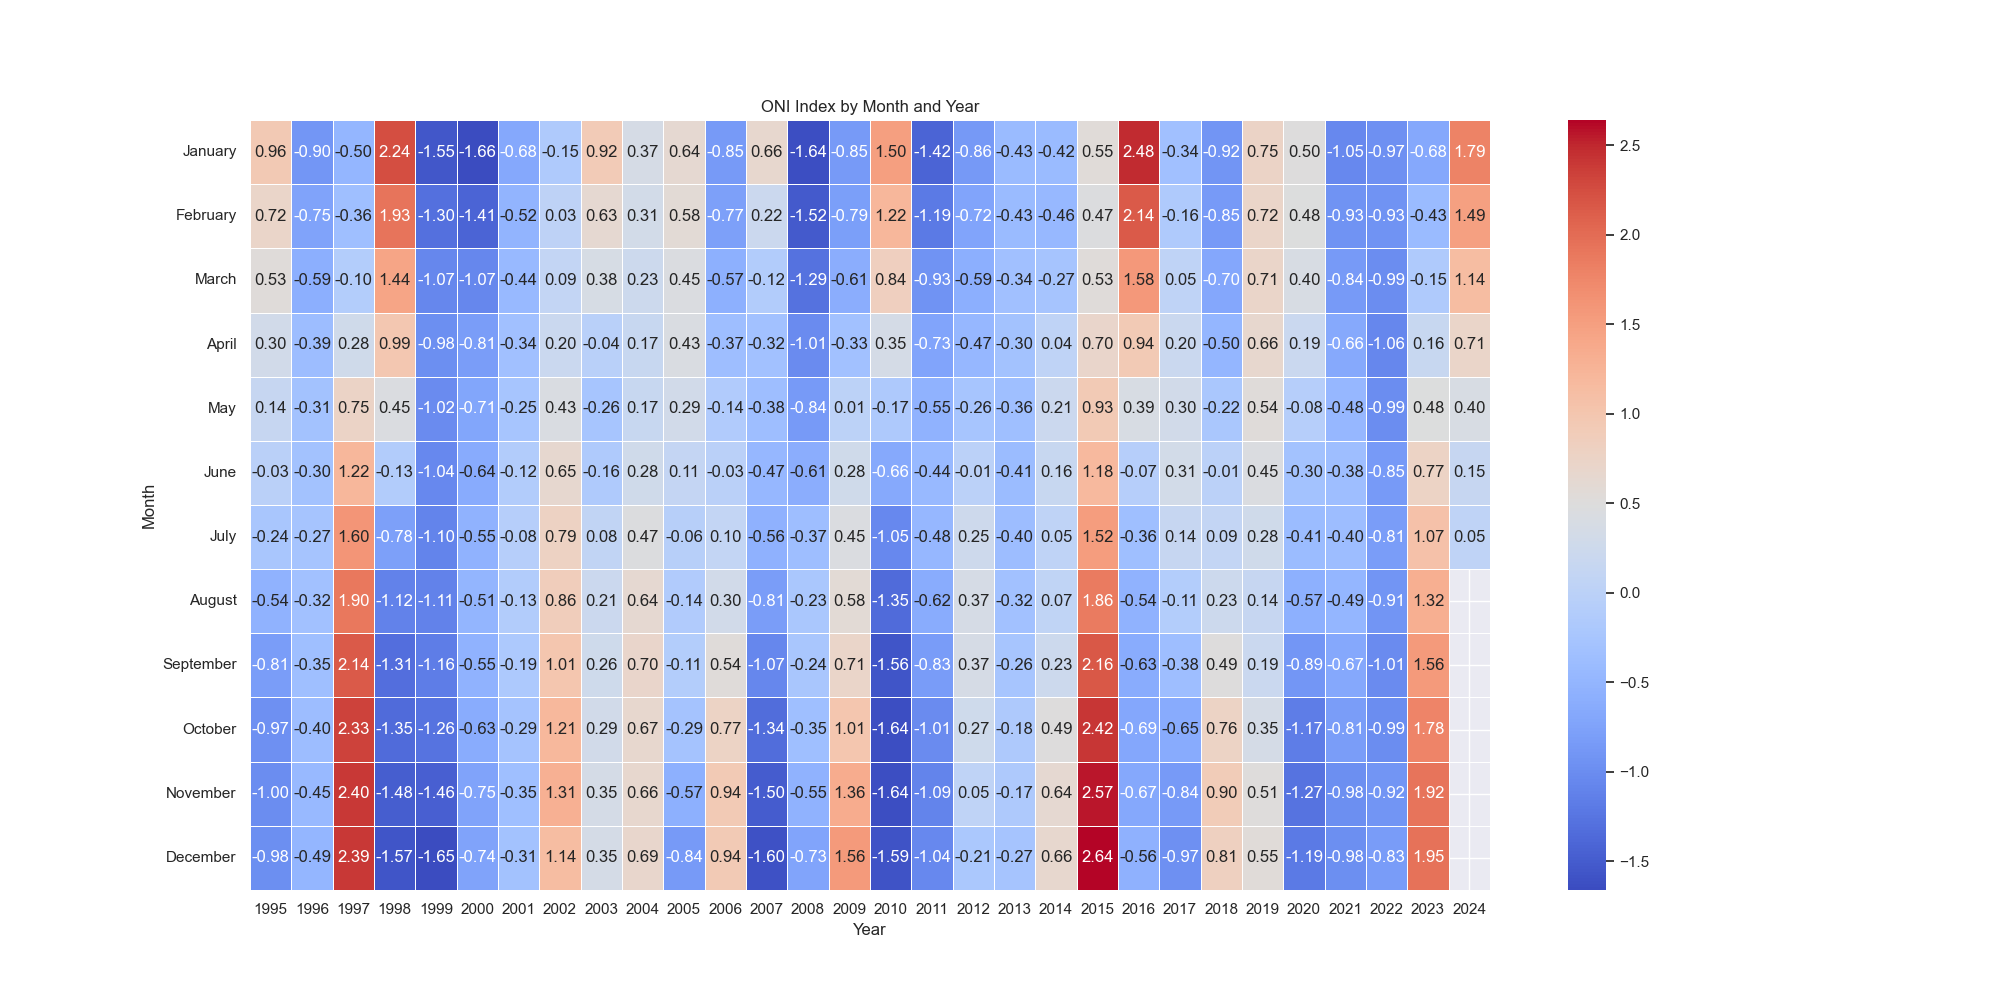 ONI Index by Month and Year
January 0.96 -0.90 -0.50 2.24 -1.55 -1.66 -0.68 -0.15 0.92 0.37 0.64 -0.85 0.66 -1.64 -0.85 1.50 -1.42 -0.86 -0.43 -0.42 0.55 2.48 -0.34 -0.92 0.75 0.50 -1.05 -0.97 -0.68 1.79
February 0.72 -0.75 -0.36 1.93 -1.30 -1.41 -0.52 0.03 0.63 0.31 0.58 -0.77 0.22 -1.52 -0.79 1.22 -1.19 -0.72 -0.43 -0.46 0.47 2.14 -0.16 -0.85 0.72 0.48 -0.93 -0.93 -0.43 1.49
March 0.53 -0.59 -0.10 1.44 -1.07 -1.07 -0.44 0.09 0.38 0.23 0.45 -0.57 -0.12 -1.29 -0.61 0.84 -0.93 -0.59 -0.34 -0.27 0.53 1.58 0.05 -0.70 0.71 0.40 -0.84 -0.99 -0.15 1.14
April 0.30 -0.39 0.28 0.99 -0.98 -0.81 -0.34 0.20 -0.04 0.17 0.43 -0.37 -0.32 -1.01 -0.33 0.35 -0.73 -0.47 -0.30 0.04 0.70 0.94 0.20 -0.50 0.66 0.19 -0.66 -1.06 0.16 0.71
May 0.14 -0.31 0.75 0.45 -1.02 -0.71 -0.25 0.43 -0.26 0.17 0.29 -0.14 -0.38 -0.84 0.01 -0.17 -0.55 -0.26 -0.36 0.21 0.93 0.39 0.30 -0.22 0.54 -0.08 -0.48 -0.99 0.48 0.40
June -0.03 -0.30 1.22 -0.13 -1.04 -0.64 -0.12 0.65 -0.16 0.28 0.11 -0.03 -0.47 -0.61 0.28 -0.66 -0.44 -0.01 -0.41 0.16 1.18 -0.07 0.31 -0.01 0.45 -0.30 -0.38 -0.85 0.77 0.15
July -0.24 -0.27 1.60 -0.78 -1.10 -0.55 -0.08 0.79 0.08 0.47 -0.06 0.10 -0.56 -0.37 0.45 -1.05 -0.48 0.25 -0.40 0.05 1.52 -0.36 0.14 0.09 0.28 -0.41 -0.40 -0.81 1.07 0.05
August -0.54 -0.32 1.90 -1.12 -1.11 -0.51 -0.13 0.86 0.21 0.64 -0.14 0.30 -0.81 -0.23 0.58 -1.35 -0.62 0.37 -0.32 0.07 1.86 -0.54 -0.11 0.23 0.14 -0.57 -0.49 -0.91 1.32
September -0.81 -0.35 2.14 -1.31 -1.16 -0.55 -0.19 1.01 0.26 0.70 -0.11 0.54 -1.07 -0.24 0.71 -1.56 -0.83 0.37 -0.26 0.23 2.16 -0.63 -0.38 0.49 0.19 -0.89 -0.67 -1.01 1.56
October -0.97 -0.40 2.33 -1.35 -1.26 -0.63 -0.29 1.21 0.29 0.67 -0.29 0.77 -1.34 -0.35 1.01 -1.64 -1.01 0.27 -0.18 0.49 2.42 -0.69 -0.65 0.76 0.35 -1.17 -0.81 -0.99 1.78
November -1.00 -0.45 2.40 -1.48 -1.46 -0.75 -0.35 1.31 0.35 0.66 -0.57 0.94 -1.50 -0.55 1.36 -1.64 -1.09 0.05 -0.17 0.64 2.57 -0.67 -0.84 0.90 0.51 -1.27 -0.98 -0.92 1.92
December -0.98 -0.49 2.39 -1.57 -1.65 -0.74 -0.31 1.14 0.35 0.69 -0.84 0.94 -1.60 -0.73 1.56 -1.59 -1.04 -0.21 -0.27 0.66 2.64 -0.56 -0.97 0.81 0.55 -1.19 -0.98 -0.83 1.95
1995 1996 1997 1998 1999 2000 2001 2002 2003 2004 2005 2006 2007 2008 2009 2010 2011 2012 2013 2014 2015 2016 2017 2018 2019 2020 2021 2022 2023 2024
Year
Month
2.5
2.0
1.5
1.0
0.5
0.0
−0.5
−1.0
−1.5